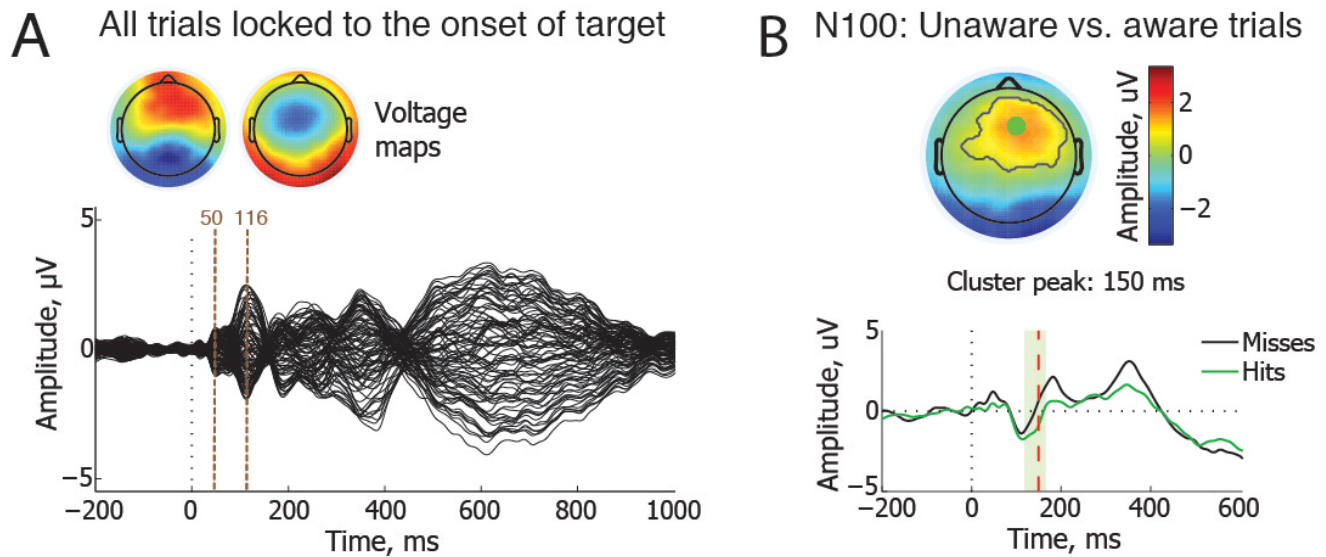 A
All trials locked to the onset of target
Voltage
maps
5
0
−5
Amplitude, µV
50
116
−200
0
200
400
600
800
1000
Time, ms
B
N100: Unaware vs. aware trials
2
0
−2
Amplitude, uV
Cluster peak: 150 ms
Misses
Hits
5
0
−5
Amplitude, uV
−200
0
200
400
600
Time, ms